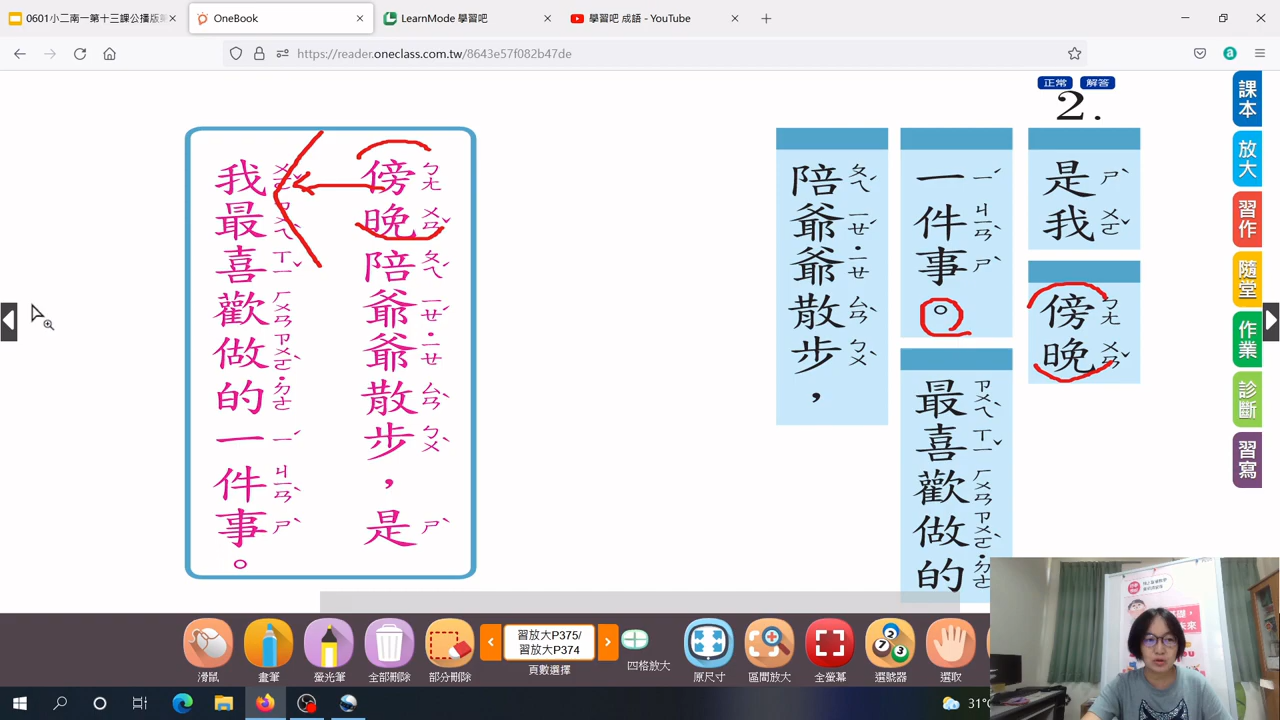 0601小二南一第十三課公播版
OneBook
LearnMode 學習吧
學習吧 成語 - YouTube
https://reader.oneclass.com.tw/8643e57f082b47de
正常 解答
2.
是我
傍晚
一件事。
最喜歡做的
陪爺爺散步，
傍晚陪爺爺散步，是
我最喜歡做的一件事。
課本
放大
習作
隨堂
作業
診斷
習寫
滑鼠
畫筆
螢光筆
全部刪除
部分刪除
習放大P375/
習放大P374
頁數選擇
四格放大
原尺寸
區間放大
全螢幕
選號器
選取
31°